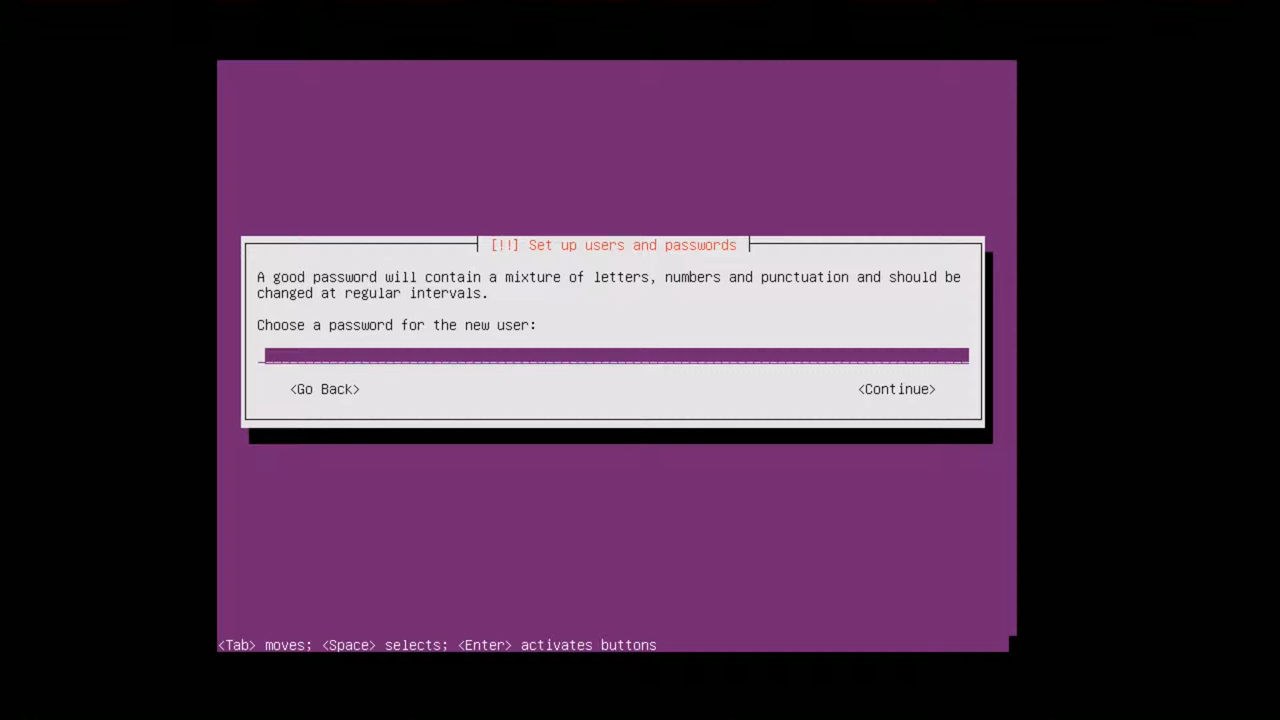 [!!] Set up users and passwords
A good password will contain a mixture of letters, numbers and punctuation and should be
changed at regular intervals.
Choose a password for the new user:
<Go Back> <Continue>
<Tab> moves; <Space> selects; <Enter> activates buttons